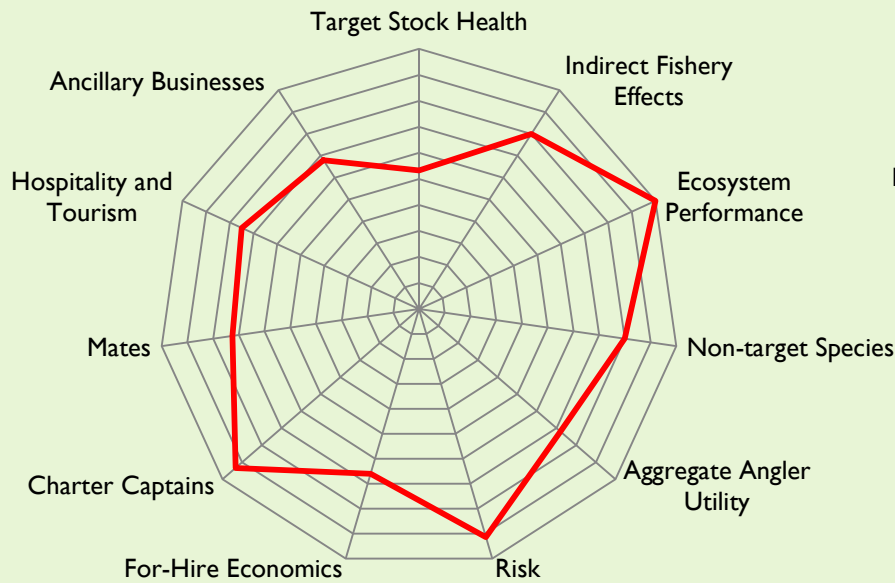 Target Stock Health
Indirect Fishery
Effects
Ecosystem
Performance
Non-target Species
Aggregate Angler
Utility
Risk
For-Hire Economics
Charter Captains
Mates
Hospitality and
Tourism
Ancillary Businesses